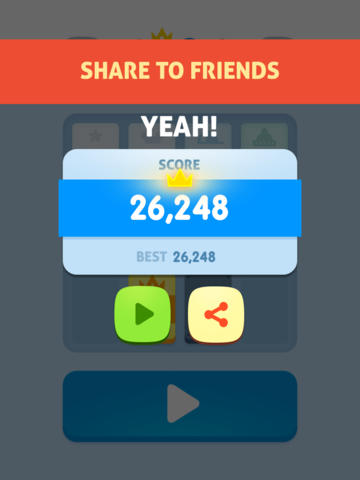 SHARE TO FRIENDS
YEAH!
SCORE
26,248
BEST 26,248